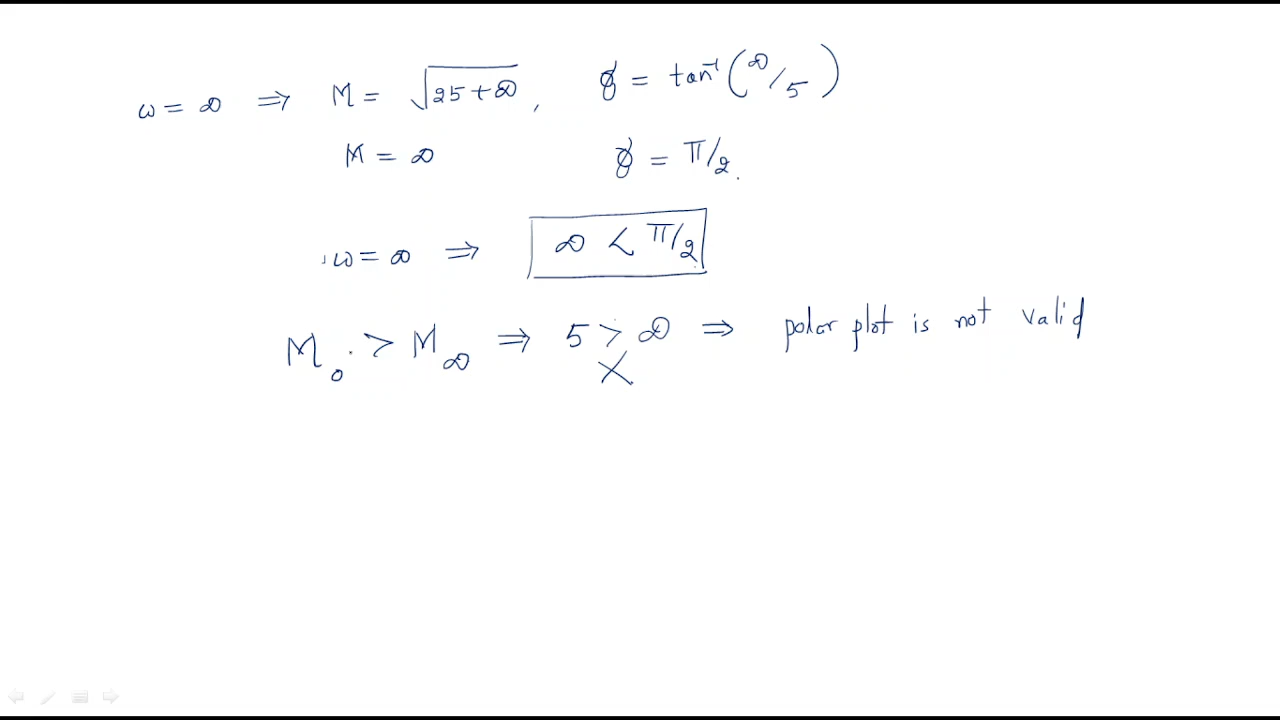 ω = ∞ ⇒ M = √25 + ∞ , ϕ = tan⁻¹ (∞/5)
M = ∞ ϕ = π/2 .
ω = ∞ ⇒ ∞ < π/2
M₀ > M∞ ⇒ 5 > ∞ ⇒ polar plot is not valid
X